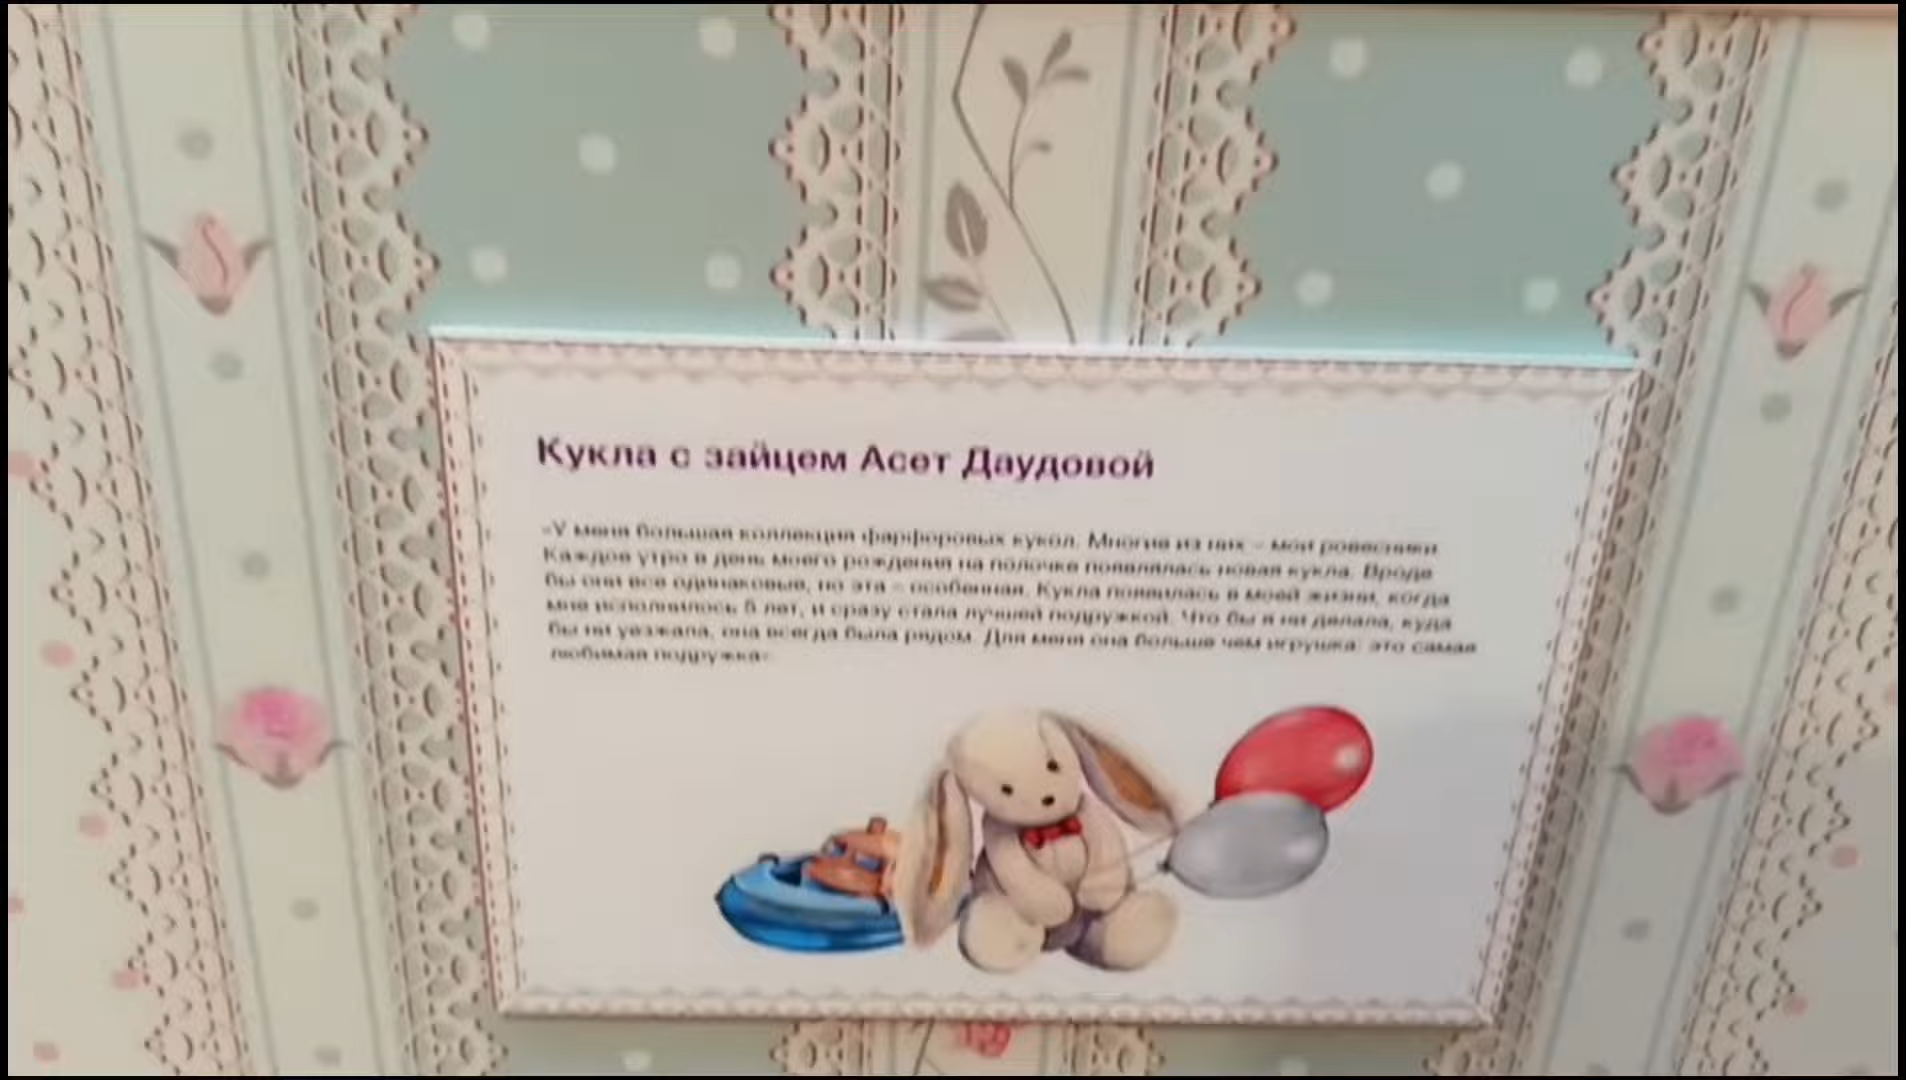 Кукла с зайцем Асет Даудовой
«У меня большая коллекция фарфоровых кукол. Многие из них – мои ровесники.
Каждое утро в день моего рождения на полочке появлялась новая кукла. Вроде
бы они все одинаковые, но эта – особенная. Кукла появилась в моей жизни, когда
мне исполнилось 5 лет, и сразу стала лучшей подружкой. Что бы я ни делала, куда
бы ни уезжала, она всегда была рядом. Для меня она больше чем игрушка: это самая
любимая подружка»